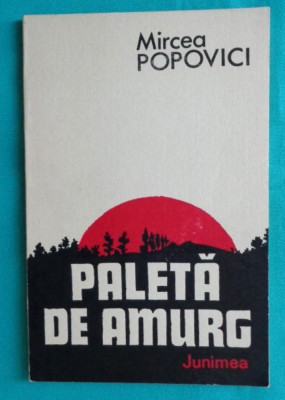 Mircea
POPOVICI
PALETĂ
DE AMURG
Junimea